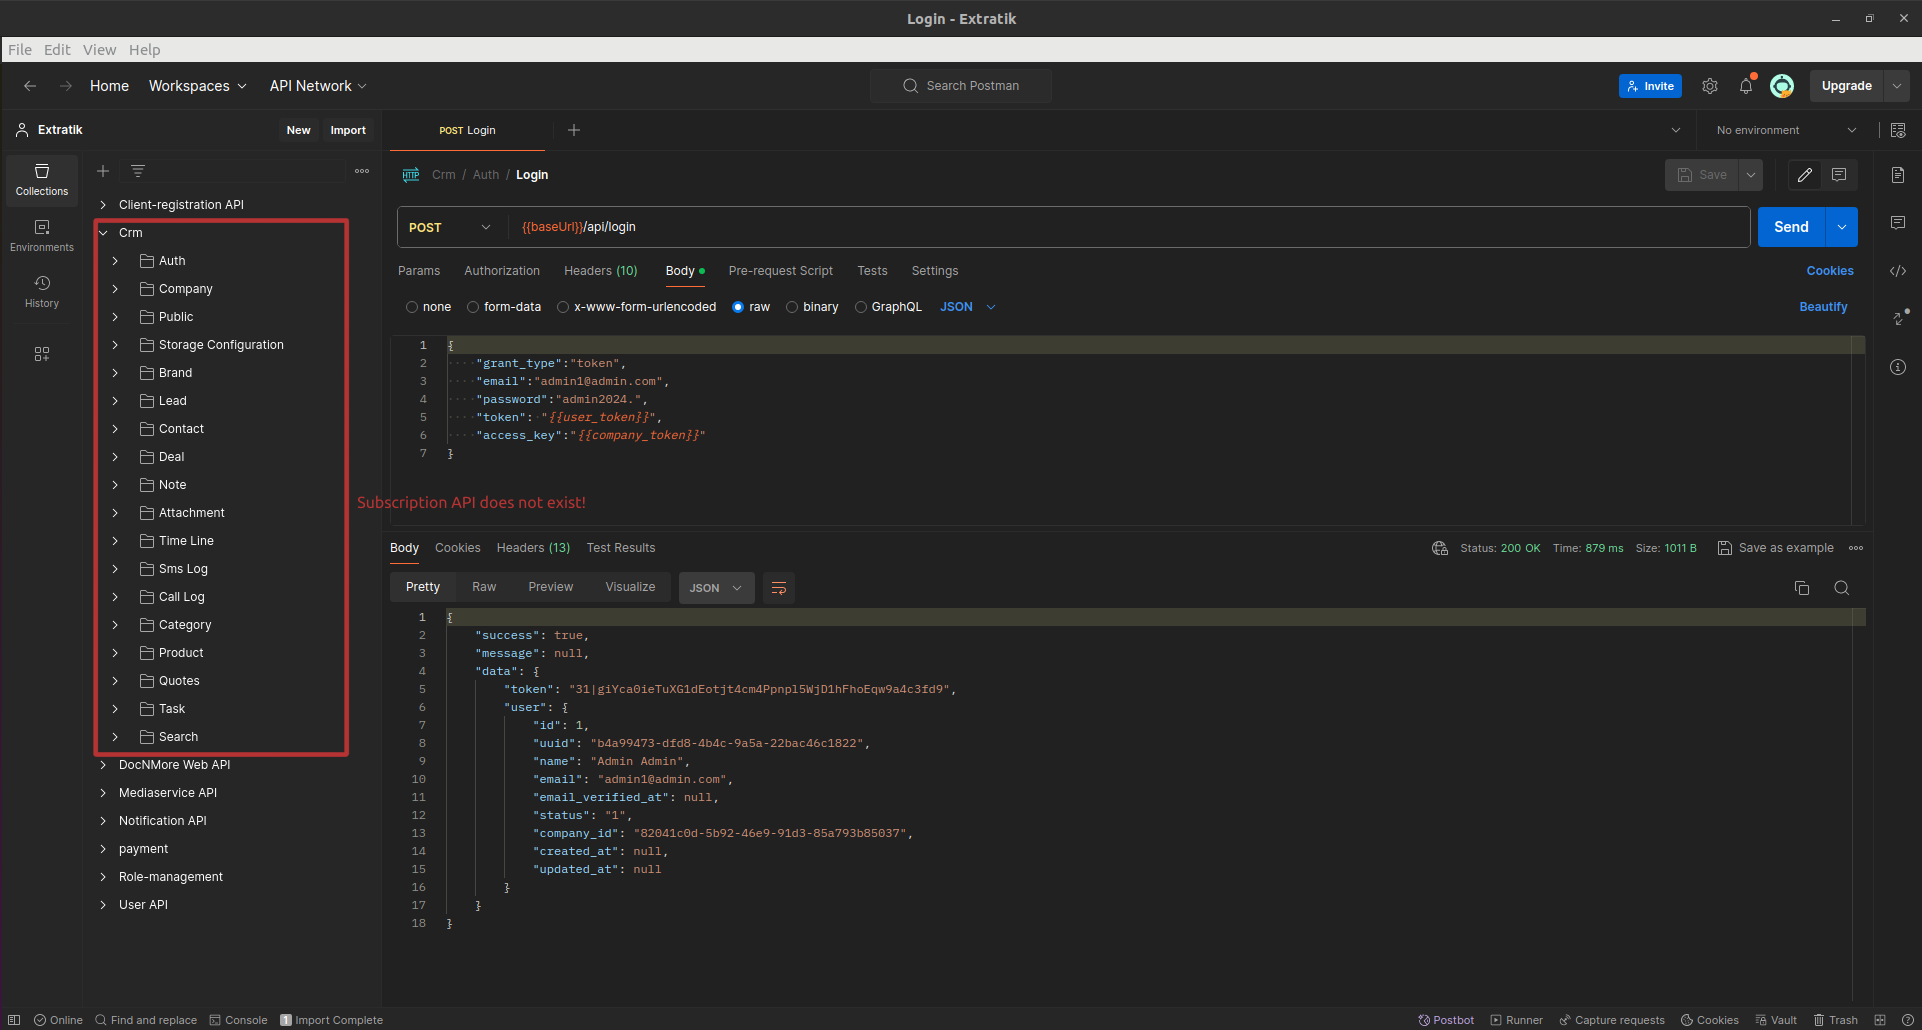 Login - Extratik
File Edit View Help
Home Workspaces API Network Search Postman Invite Upgrade
Extratik New Import POST Login No environment
Collections
Environments
History
Client-registration API
Crm
Auth
Company
Public
Storage Configuration
Brand
Lead
Contact
Deal
Note
Attachment
Time Line
Sms Log
Call Log
Category
Product
Quotes
Task
Search
DocNMore Web API
Mediaservice API
Notification API
payment
Role-management
User API
HTTP Crm / Auth / Login Save
POST {{baseUrl}}/api/login Send
Params Authorization Headers (10) Body Pre-request Script Tests Settings Cookies
none form-data x-www-form-urlencoded raw binary GraphQL JSON Beautify
1 {
2 "grant_type":"token",
3 "email":"admin1@admin.com",
4 "password":"admin2024.",
5 "token": "{{user_token}}",
6 "access_key":"{{company_token}}"
7 }
Subscription API does not exist!
Body Cookies Headers (13) Test Results Status: 200 OK Time: 879 ms Size: 1011 B Save as example
Pretty Raw Preview Visualize JSON
1 {
2 "success": true,
3 "message": null,
4 "data": {
5 "token": "31|giYca0ieTuXG1dEotjt4cm4Ppnpl5WjD1hFhoEqw9a4c3fd9",
6 "user": {
7 "id": 1,
8 "uuid": "b4a99473-dfd8-4b4c-9a5a-22bac46c1822",
9 "name": "Admin Admin",
10 "email": "admin1@admin.com",
11 "email_verified_at": null,
12 "status": "1",
13 "company_id": "82041c0d-5b92-46e9-91d3-85a793b85037",
14 "created_at": null,
15 "updated_at": null
16 }
17 }
18 }
Online Find and replace Console 1 Import Complete Postbot Runner Capture requests Cookies Vault Trash